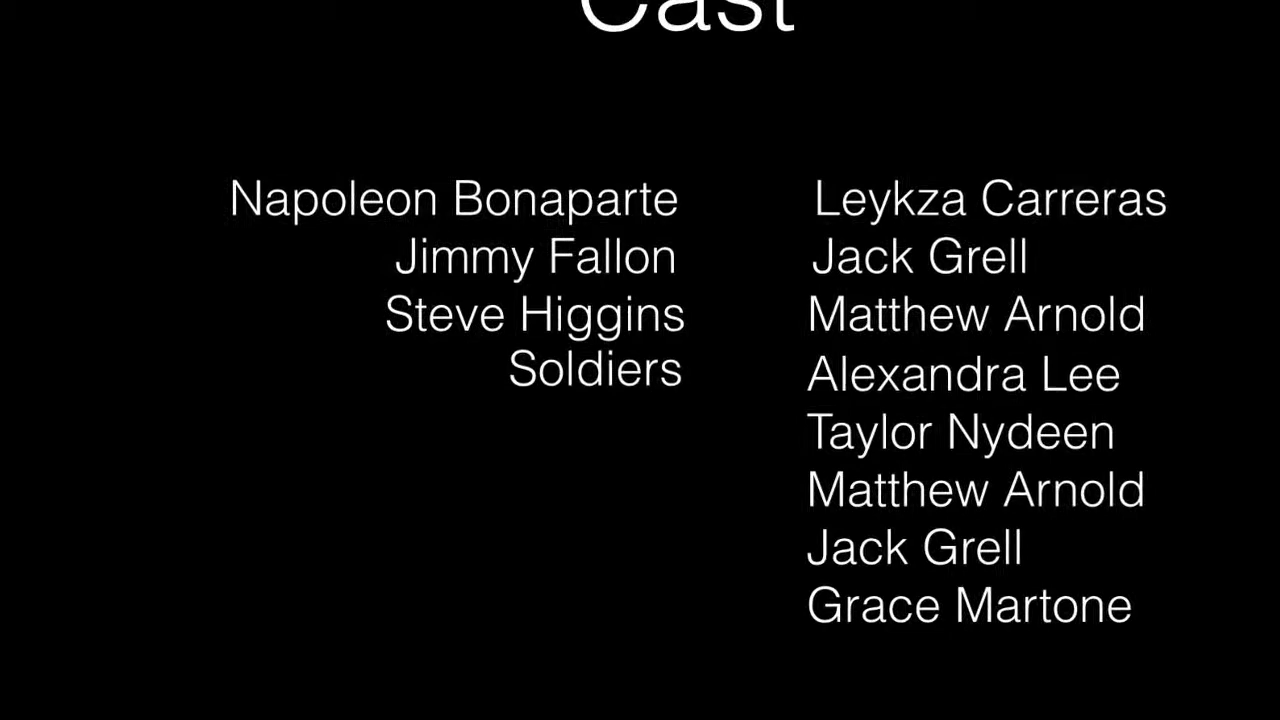 Cast
Napoleon Bonaparte Leykza Carreras
Jimmy Fallon Jack Grell
Steve Higgins Matthew Arnold
Soldiers Alexandra Lee
Taylor Nydeen
Matthew Arnold
Jack Grell
Grace Martone